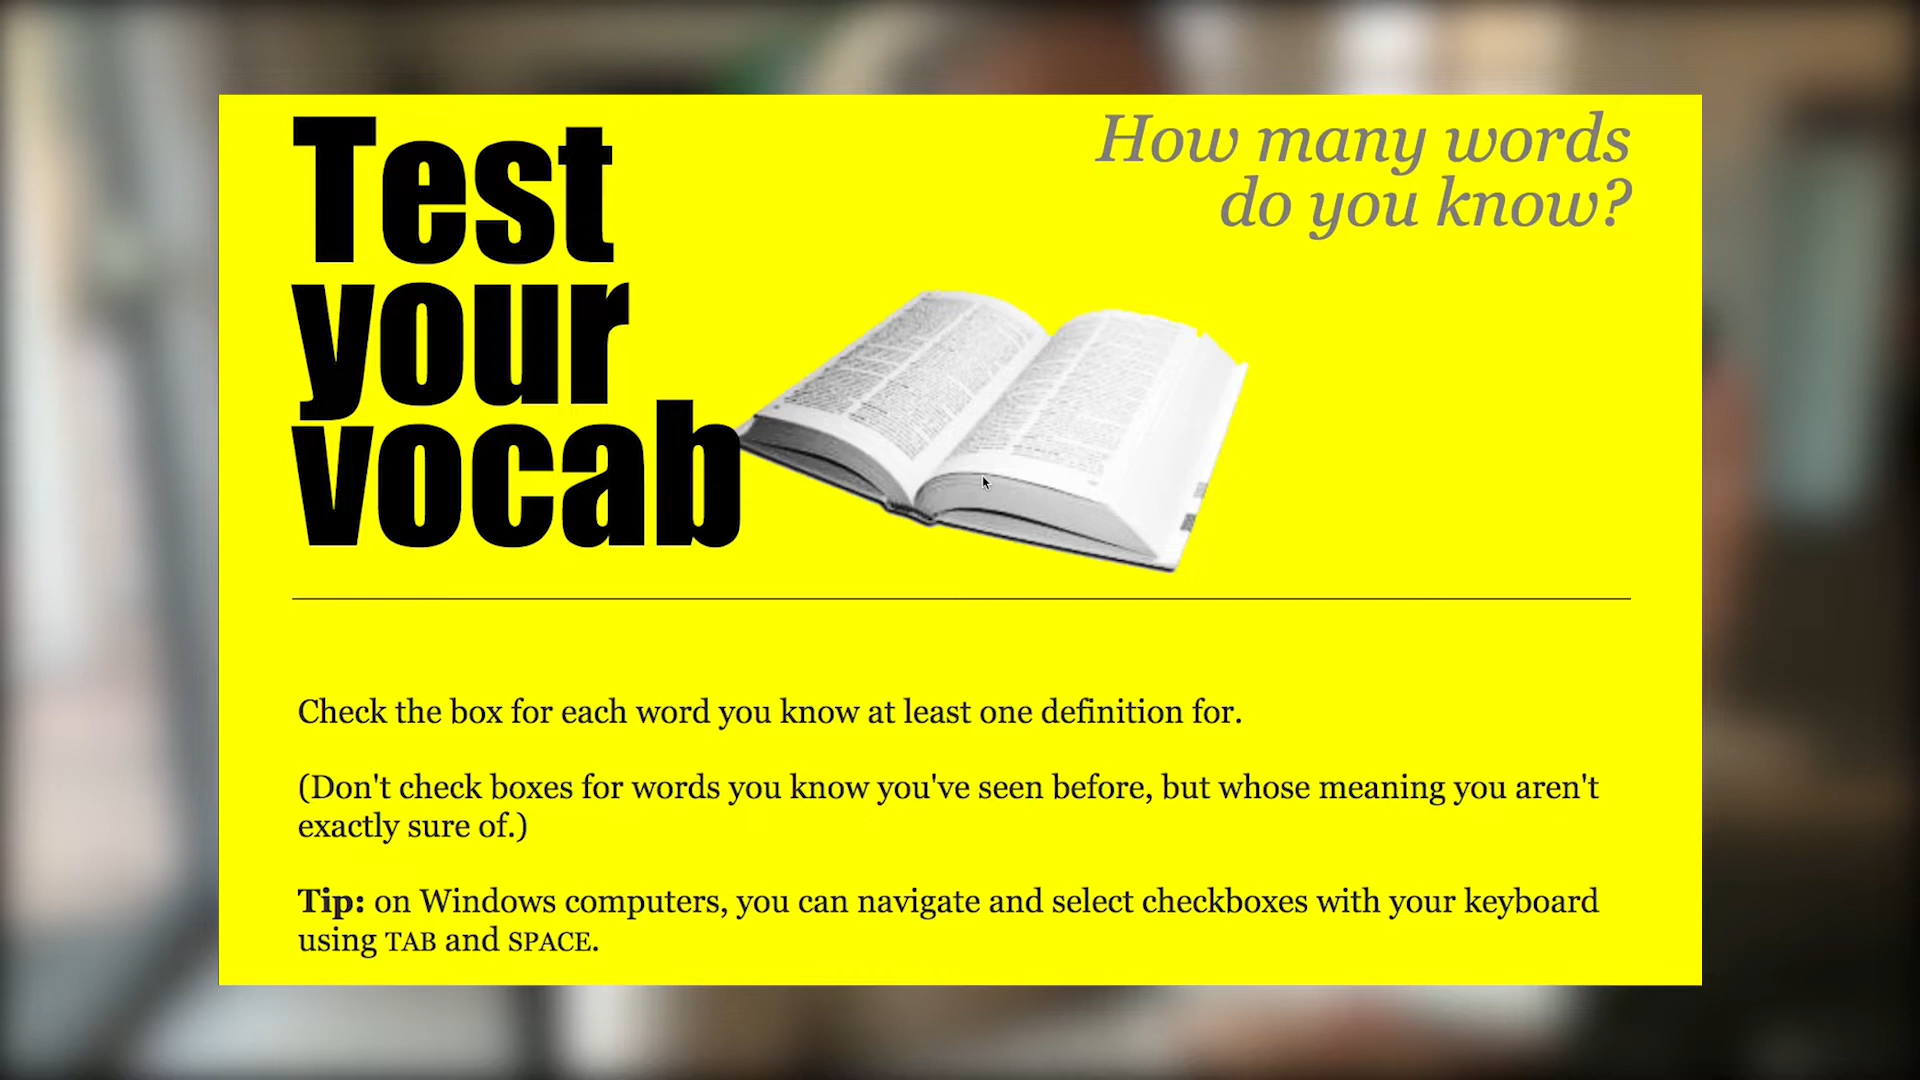 Test
your
vocab
How many words
do you know?
Check the box for each word you know at least one definition for.
(Don't check boxes for words you know you've seen before, but whose meaning you aren't
exactly sure of.)
Tip: on Windows computers, you can navigate and select checkboxes with your keyboard
using TAB and SPACE.